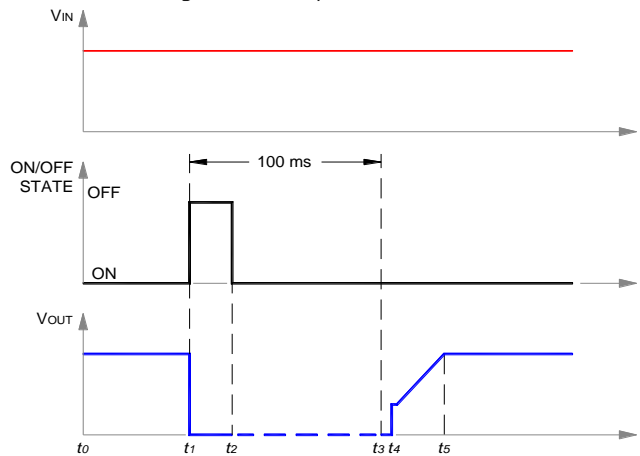 VIN
ON/OFF
STATE
OFF
100 ms
ON
VOUT
t0 t1 t2 t3 t4 t5